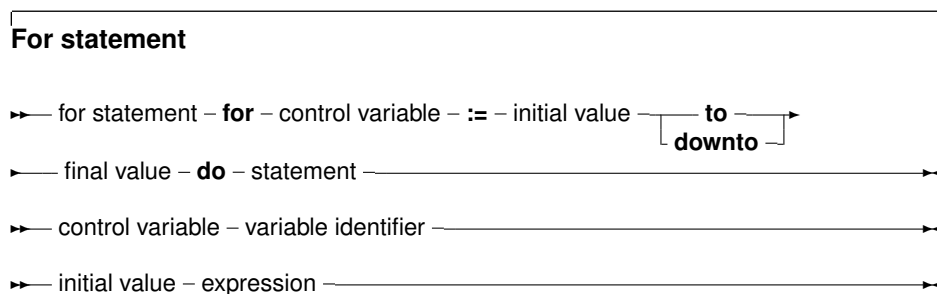 For statement
for statement – for – control variable – := – initial value – to –
downto –
final value – do – statement –
control variable – variable identifier –
initial value – expression –